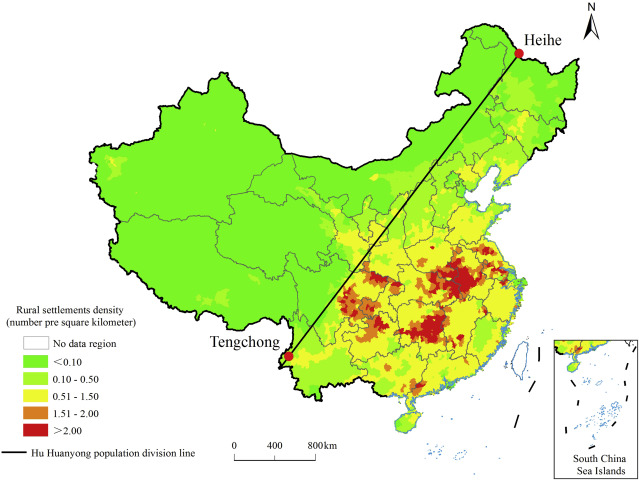 N
Heihe
Tengchong
Rural settlements density
(number pre square kilometer)
No data region
<0.10
0.10 - 0.50
0.51 - 1.50
1.51 - 2.00
>2.00
Hu Huanyong population division line
0 400 800km
South China
Sea Islands